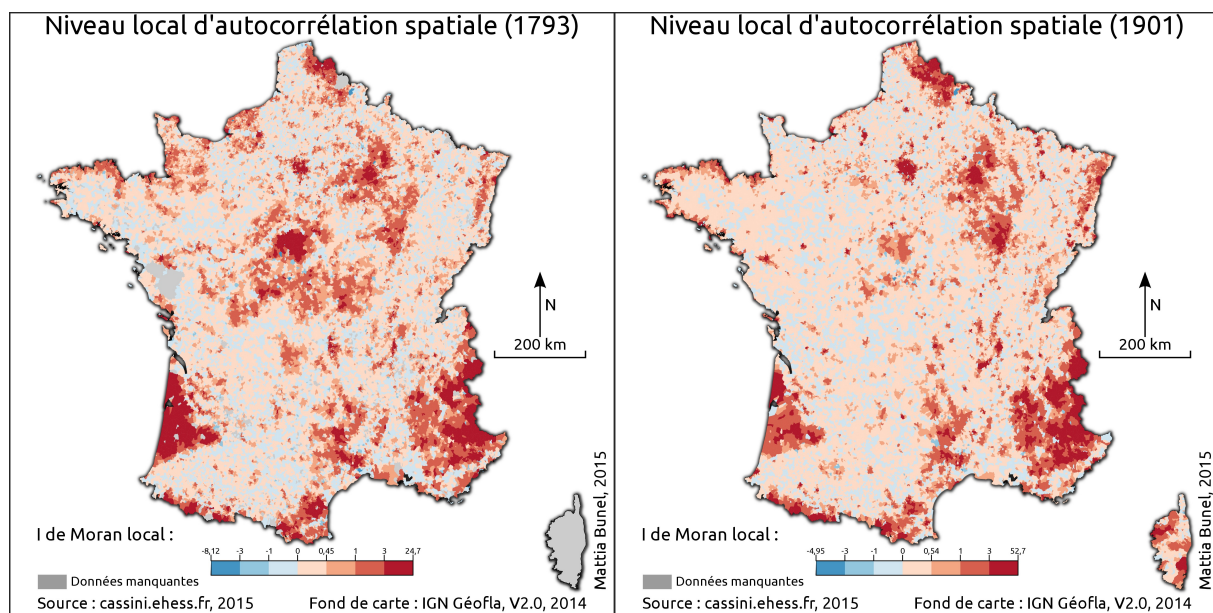 Niveau local d'autocorrélation spatiale (1793)
N
200 km
I de Moran local :
-8,12 -3 -1 0 0,45 1 3 24,7
Données manquantes
Source : cassini.ehess.fr, 2015 Fond de carte : IGN Géofla, V2.0, 2014
Mattia Bunel, 2015
Niveau local d'autocorrélation spatiale (1901)
N
200 km
I de Moran local :
-4,95 -3 -1 0 0,54 1 3 52,7
Données manquantes
Source : cassini.ehess.fr, 2015 Fond de carte : IGN Géofla, V2.0, 2014
Mattia Bunel, 2015